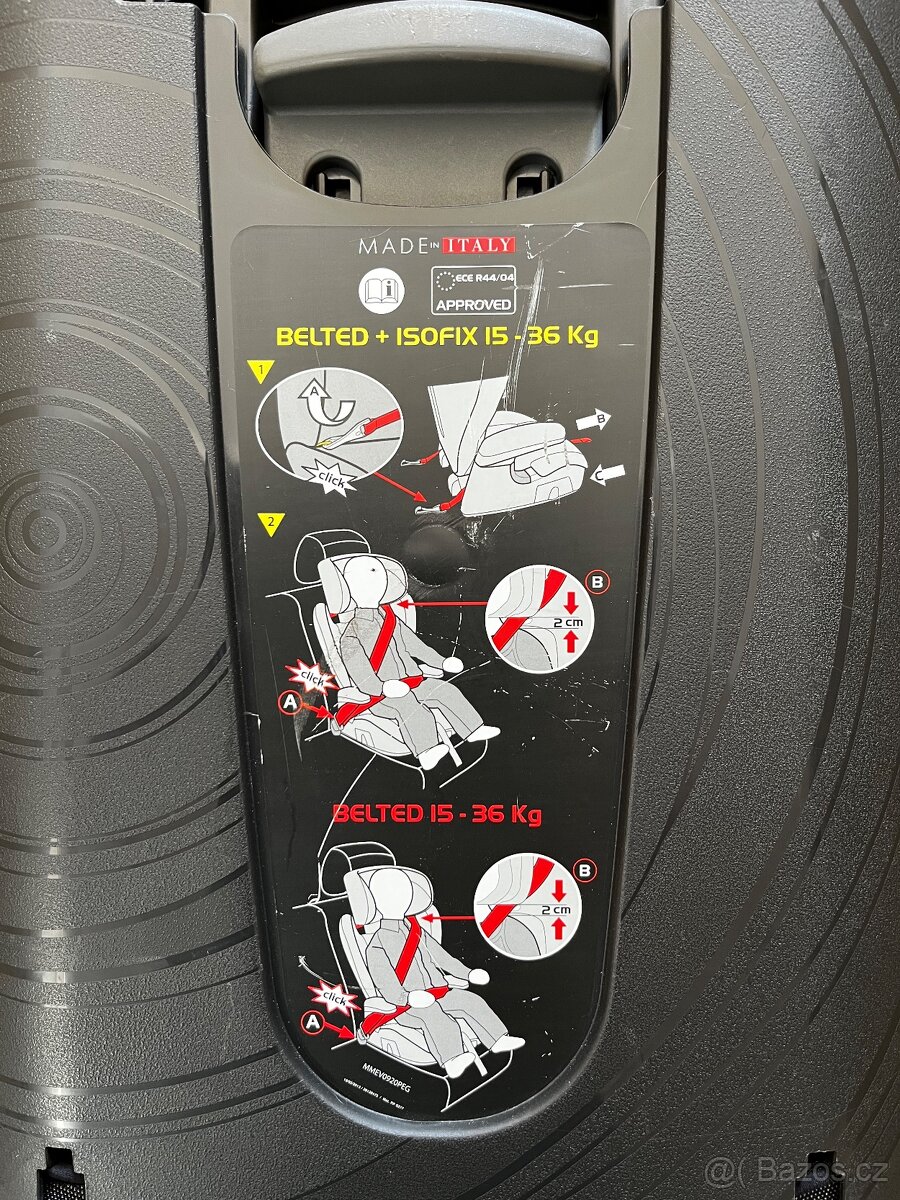 MADE IN ITALY
ECE R44/04
APPROVED
BELTED + ISOFIX 15 - 36 Kg
1
A
B
C
click
2
B
2 cm
click
A
BELTED 15 - 36 Kg
B
2 cm
click
A
MMEV0920PEG
@( Bazos.cz